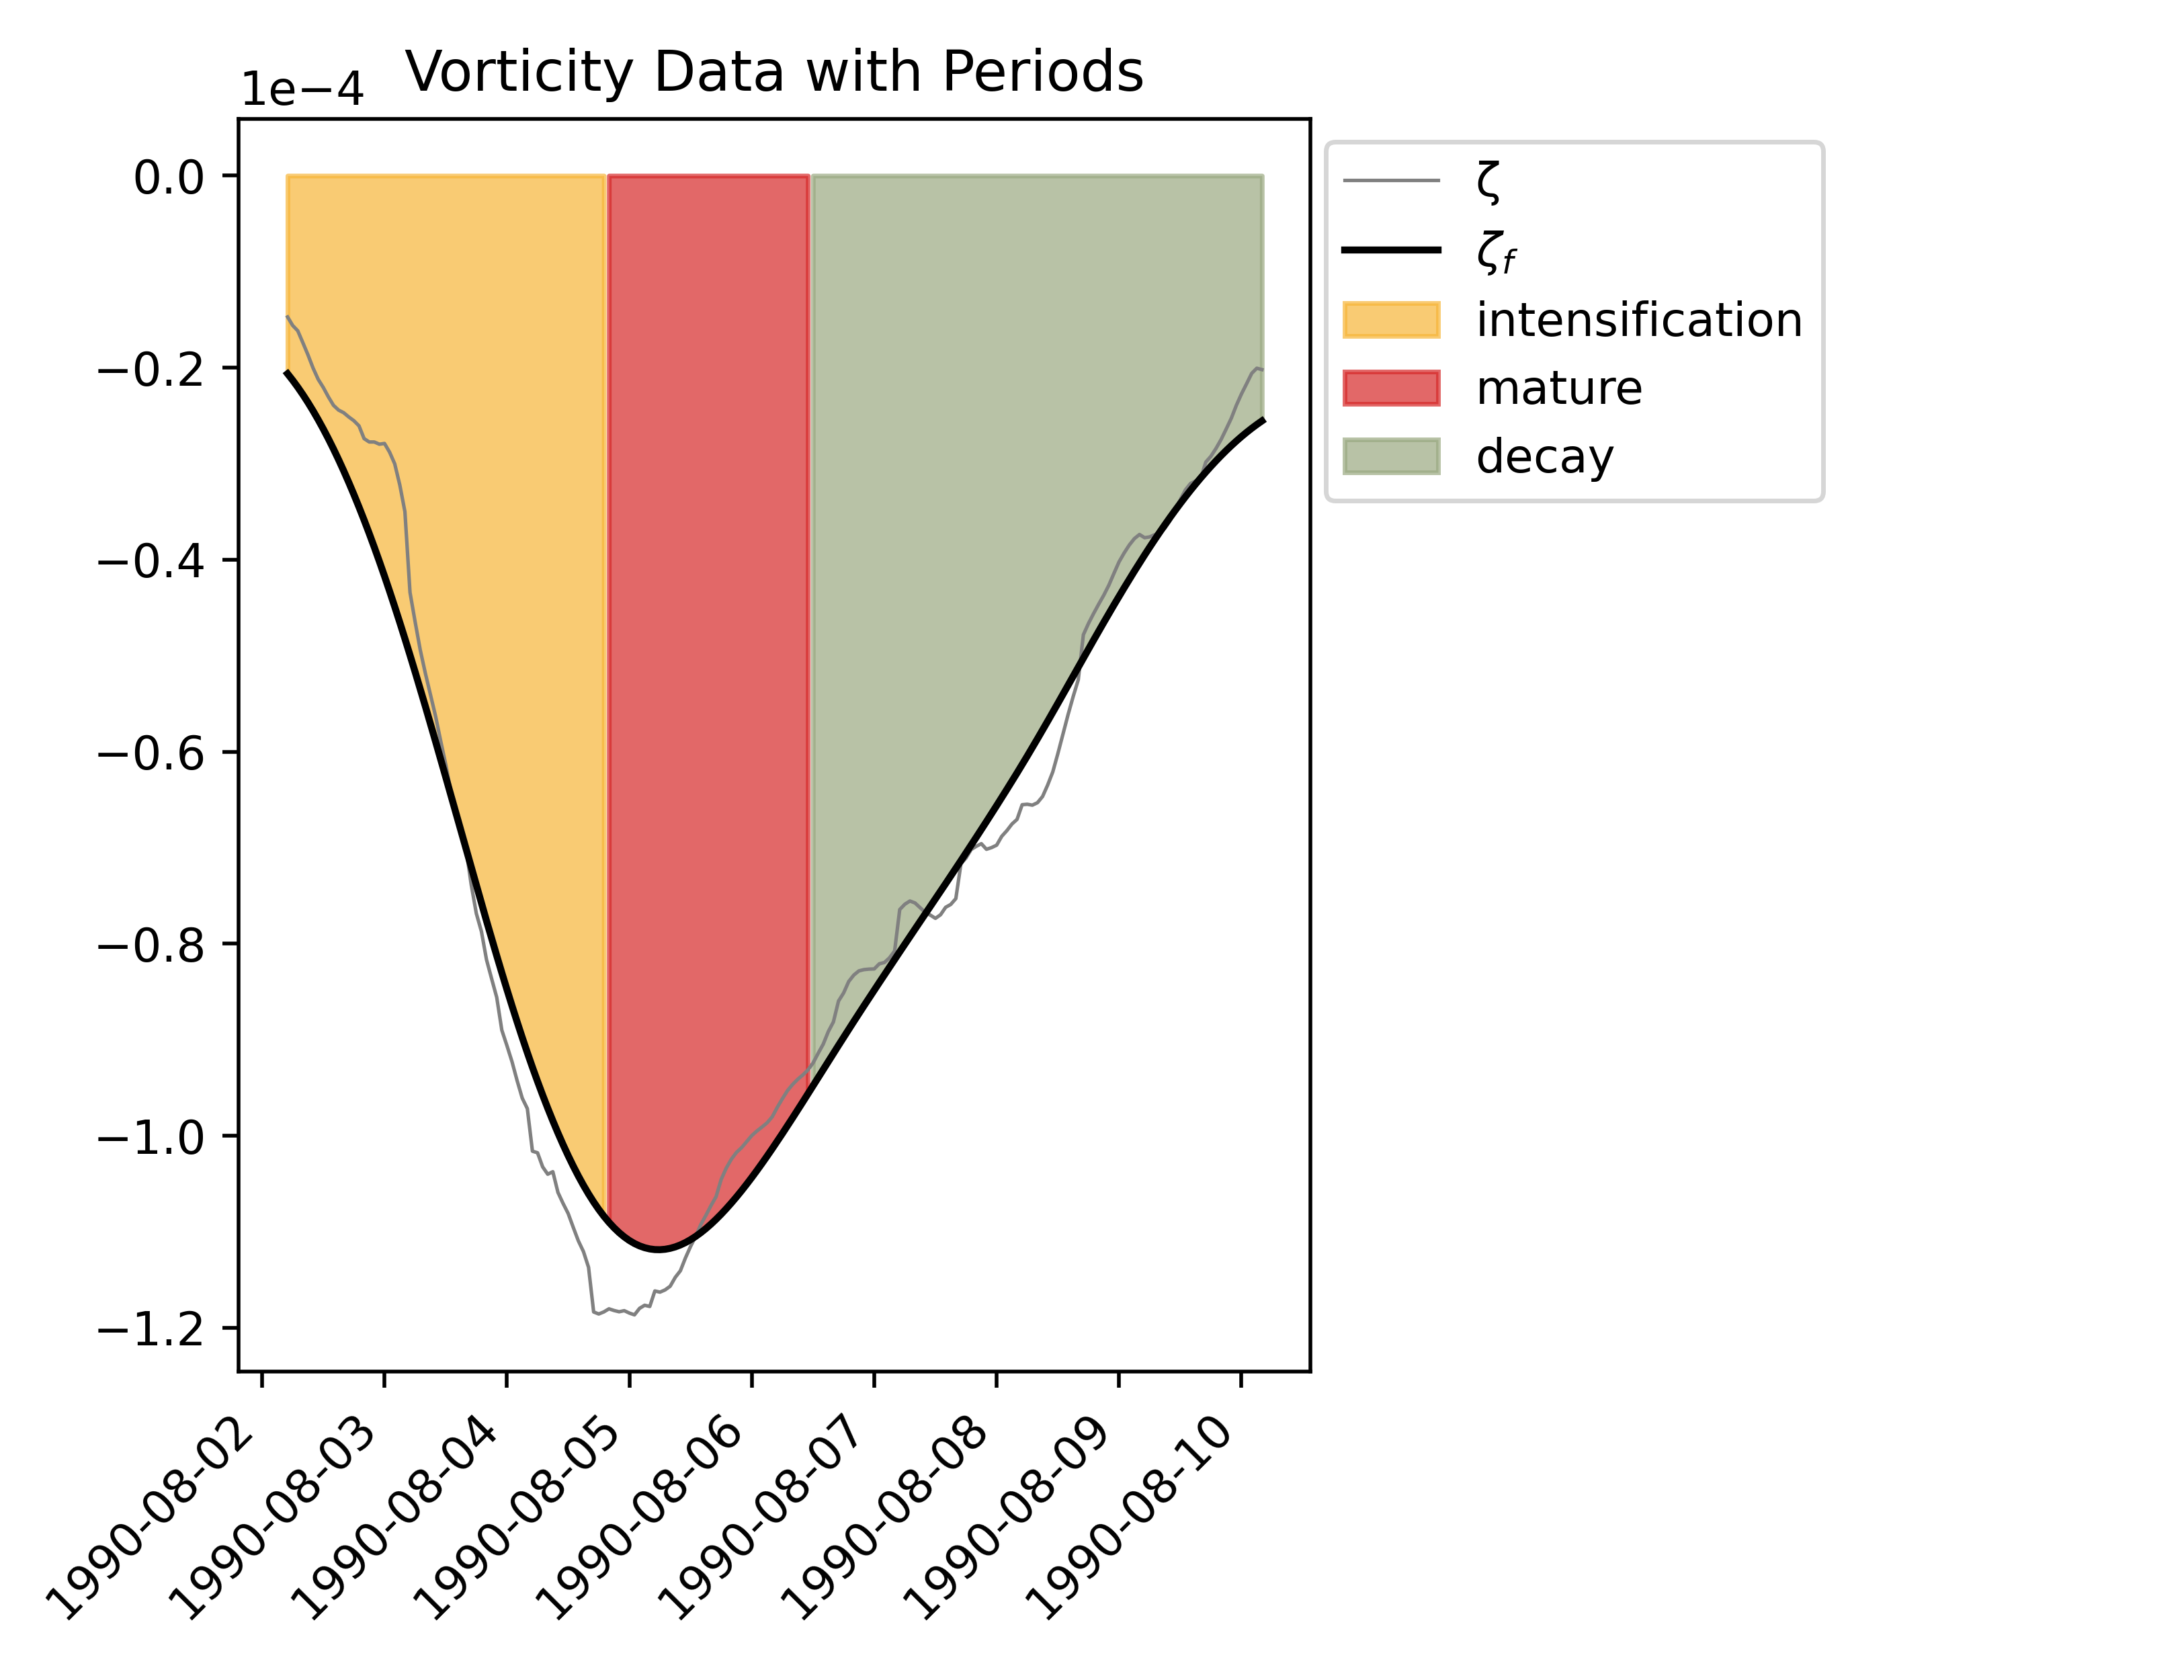 Vorticity Data with Periods
1e−4
0.0
−0.2
−0.4
−0.6
−0.8
−1.0
−1.2
1990-08-02
1990-08-03
1990-08-04
1990-08-05
1990-08-06
1990-08-07
1990-08-08
1990-08-09
1990-08-10
ζ
ζf
intensification
mature
decay